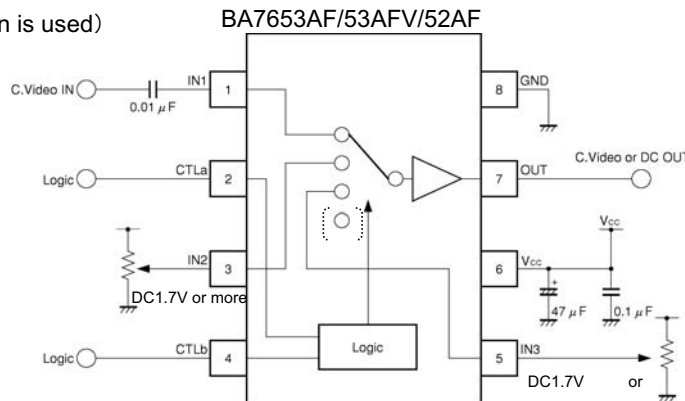 n is used)
BA7653AF/53AFV/52AF
C.Video IN
0.01 μF
IN1
1
8
GND
Logic
CTLa
2
7
OUT
C.Video or DC OUT
IN2
3
DC1.7V or more
6
Vcc
Vcc
+
47 μF
0.1 μF
Logic
CTLb
4
Logic
5
IN3
DC1.7V or